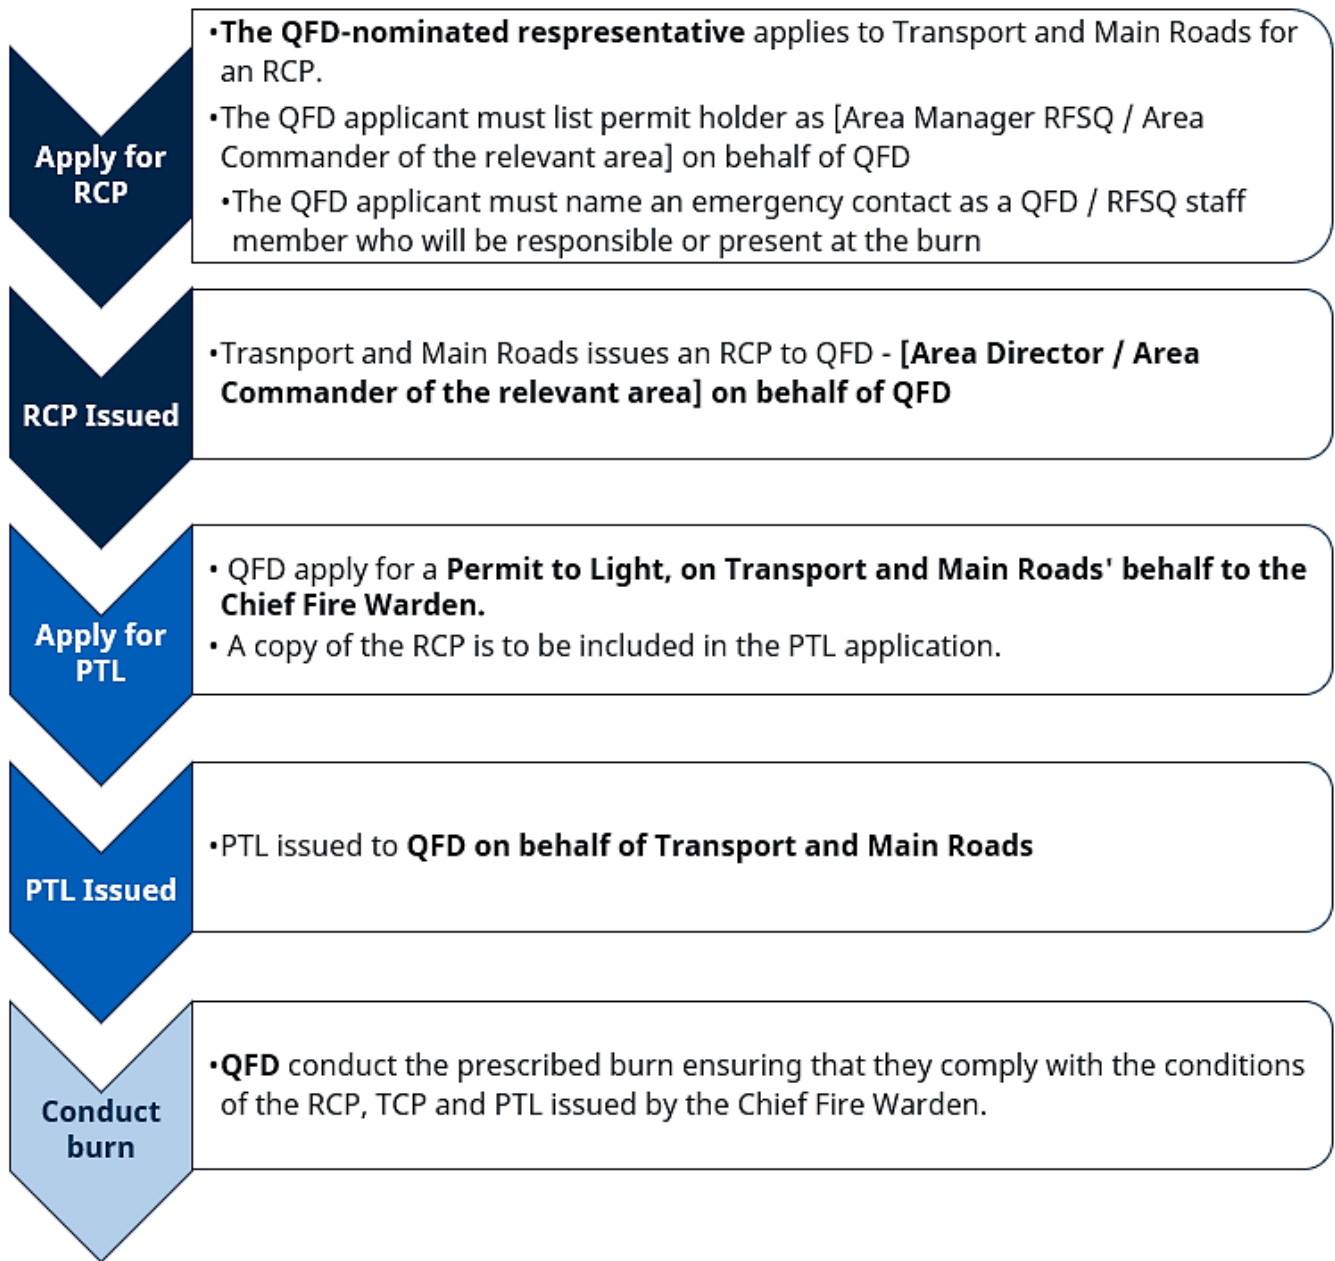 Apply for
RCP
•The QFD-nominated respresentative applies to Transport and Main Roads for
an RCP.
•The QFD applicant must list permit holder as [Area Manager RFSQ / Area
Commander of the relevant area] on behalf of QFD
•The QFD applicant must name an emergency contact as a QFD / RFSQ staff
member who will be responsible or present at the burn
RCP Issued
•Trasnport and Main Roads issues an RCP to QFD - [Area Director / Area
Commander of the relevant area] on behalf of QFD
Apply for
PTL
• QFD apply for a Permit to Light, on Transport and Main Roads' behalf to the
Chief Fire Warden.
• A copy of the RCP is to be included in the PTL application.
PTL Issued
•PTL issued to QFD on behalf of Transport and Main Roads
Conduct
burn
•QFD conduct the prescribed burn ensuring that they comply with the conditions
of the RCP, TCP and PTL issued by the Chief Fire Warden.